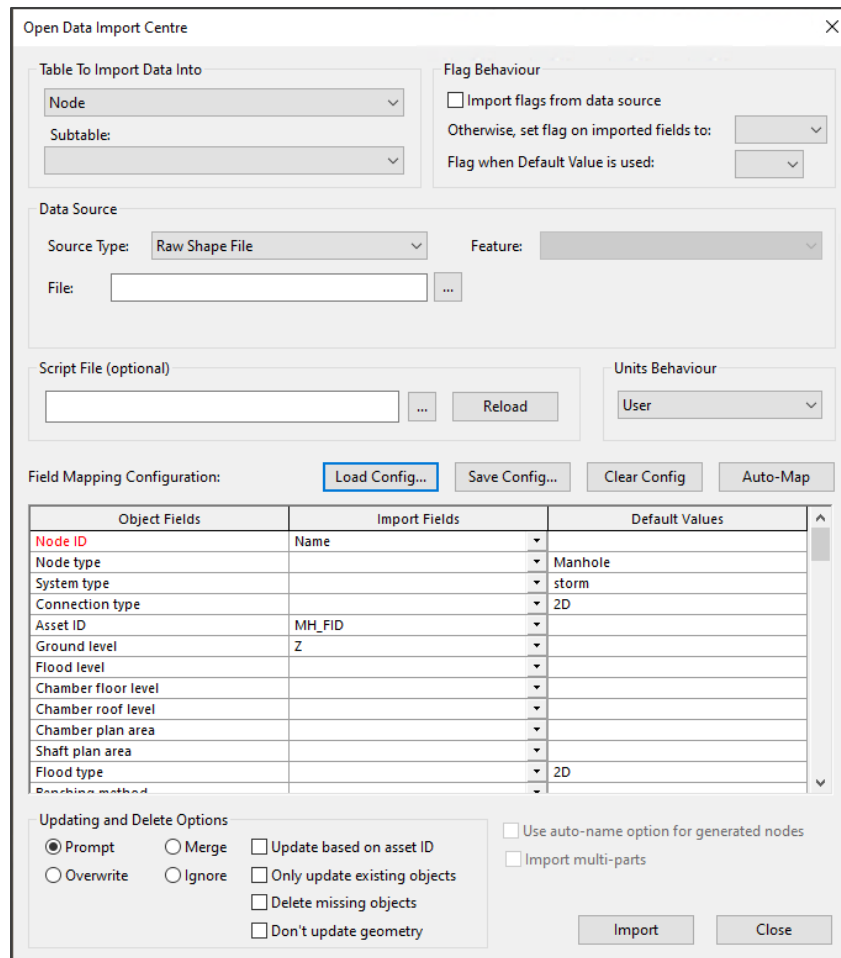 Open Data Import Centre
Table To Import Data Into
Node
Subtable:
Flag Behaviour
Import flags from data source
Otherwise, set flag on imported fields to:
Flag when Default Value is used:
Data Source
Source Type: Raw Shape File Feature:
File: ...
Script File (optional)
... Reload
Units Behaviour
User
Field Mapping Configuration: Load Config... Save Config... Clear Config Auto-Map
Object Fields Import Fields Default Values
Node ID Name
Node type Manhole
System type storm
Connection type 2D
Asset ID MH_FID
Ground level Z
Flood level
Chamber floor level
Chamber roof level
Chamber plan area
Shaft plan area
Flood type 2D
Benching method
Updating and Delete Options
Prompt Merge Update based on asset ID
Overwrite Ignore Only update existing objects
Delete missing objects
Don't update geometry
Use auto-name option for generated nodes
Import multi-parts
Import Close